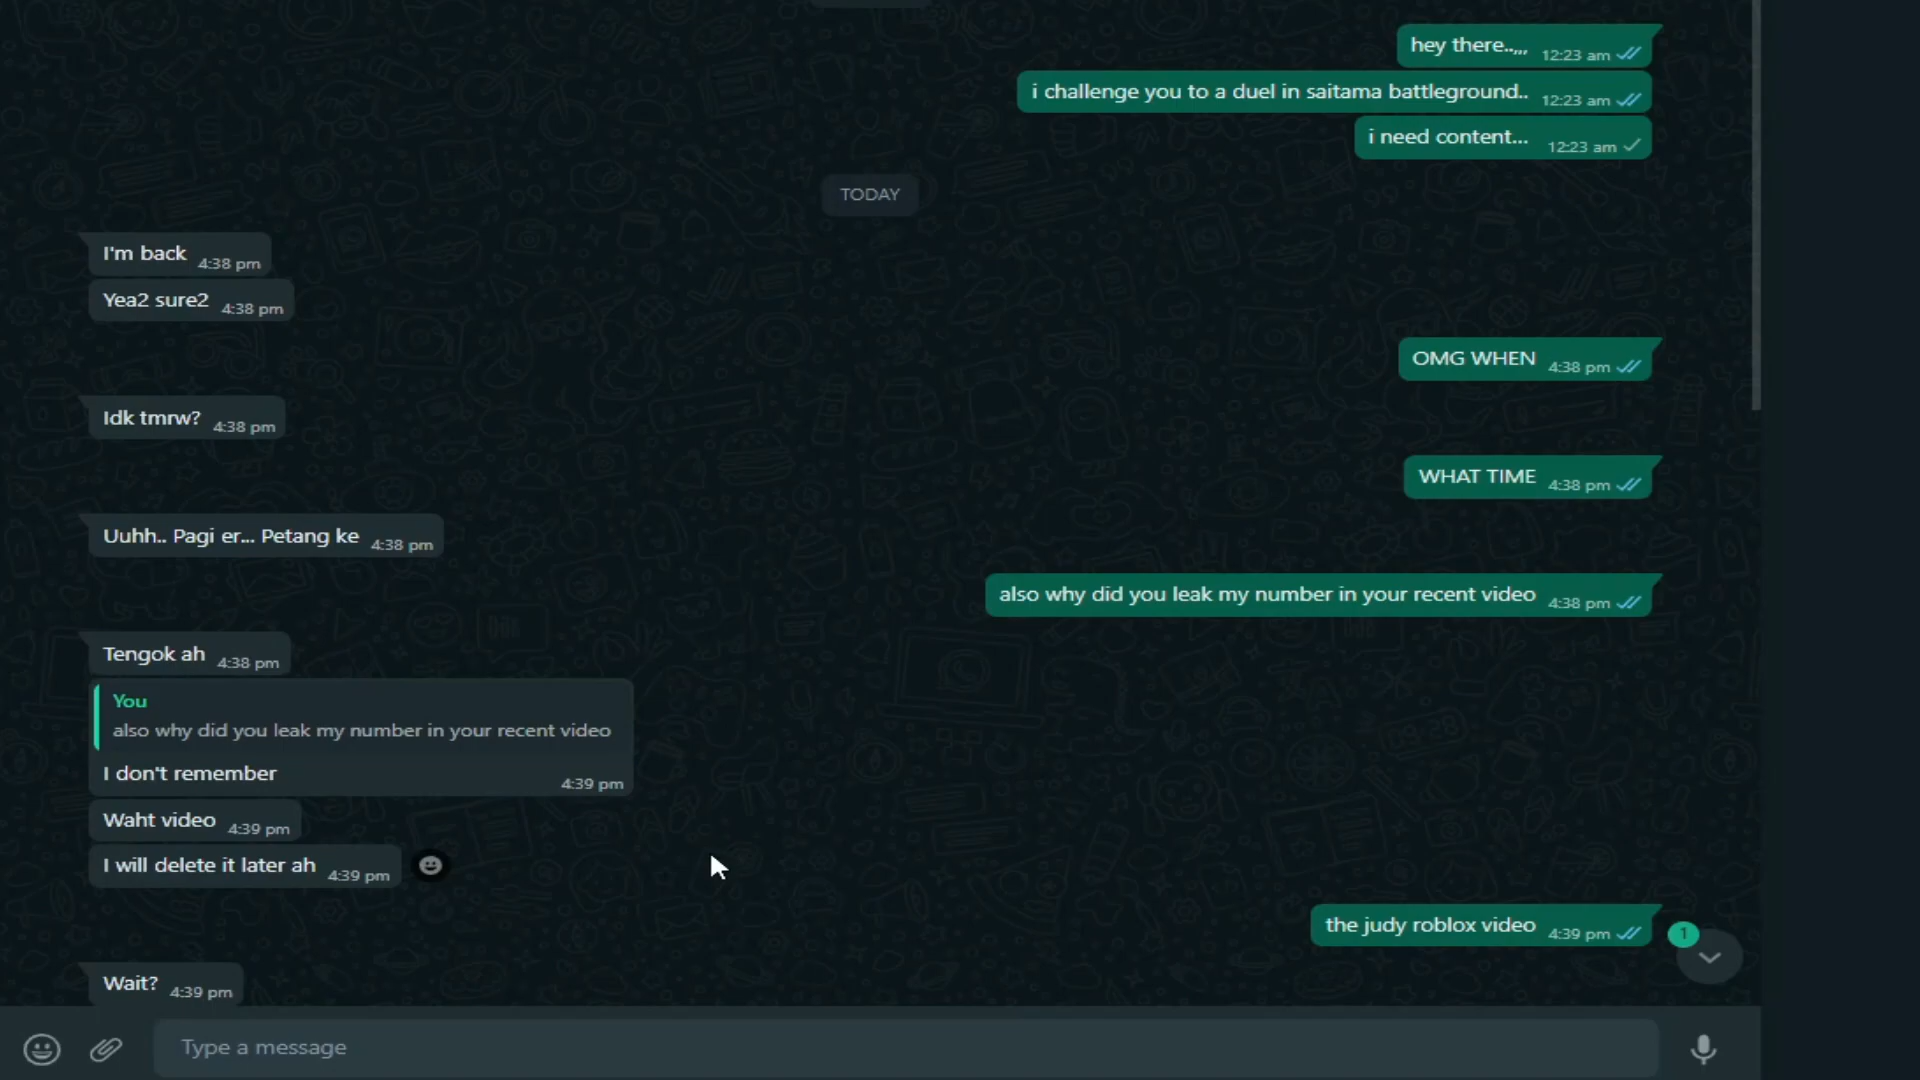 hey there..,,, 12:23 am
i challenge you to a duel in saitama battleground.. 12:23 am
i need content... 12:23 am
TODAY
I'm back 4:38 pm
Yea2 sure2 4:38 pm
OMG WHEN 4:38 pm
Idk tmrw? 4:38 pm
WHAT TIME 4:38 pm
Uuhh.. Pagi er... Petang ke 4:38 pm
also why did you leak my number in your recent video 4:38 pm
Tengok ah 4:38 pm
You
also why did you leak my number in your recent video
I don't remember 4:39 pm
Waht video 4:39 pm
I will delete it later ah 4:39 pm
the judy roblox video 4:39 pm
1
Wait? 4:39 pm
Type a message